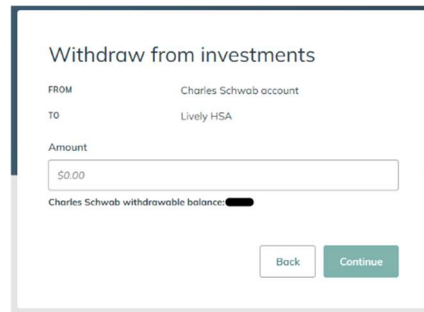 Withdraw from investments
FROM Charles Schwab account
TO Lively HSA
Amount
$0.00
Charles Schwab withdrawable balance:
Back Continue